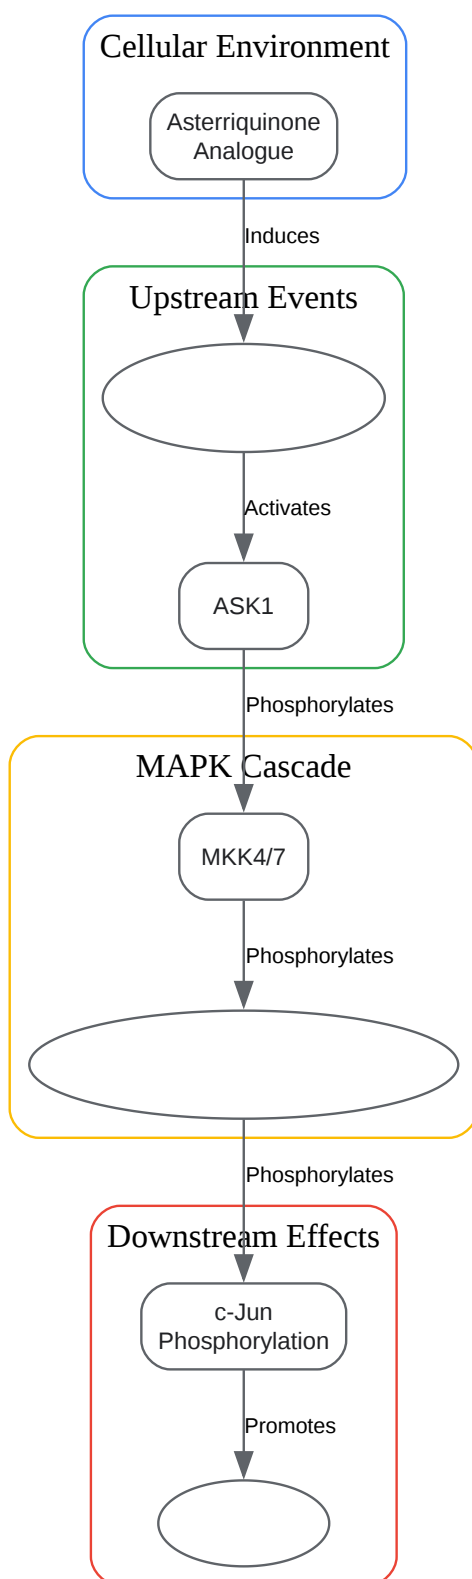 Cellular Environment
Asterriquinone
Analogue
Induces
Upstream Events
Activates
ASK1
Phosphorylates
MAPK Cascade
MKK4/7
Phosphorylates
Phosphorylates
Downstream Effects
c-Jun
Phosphorylation
Promotes